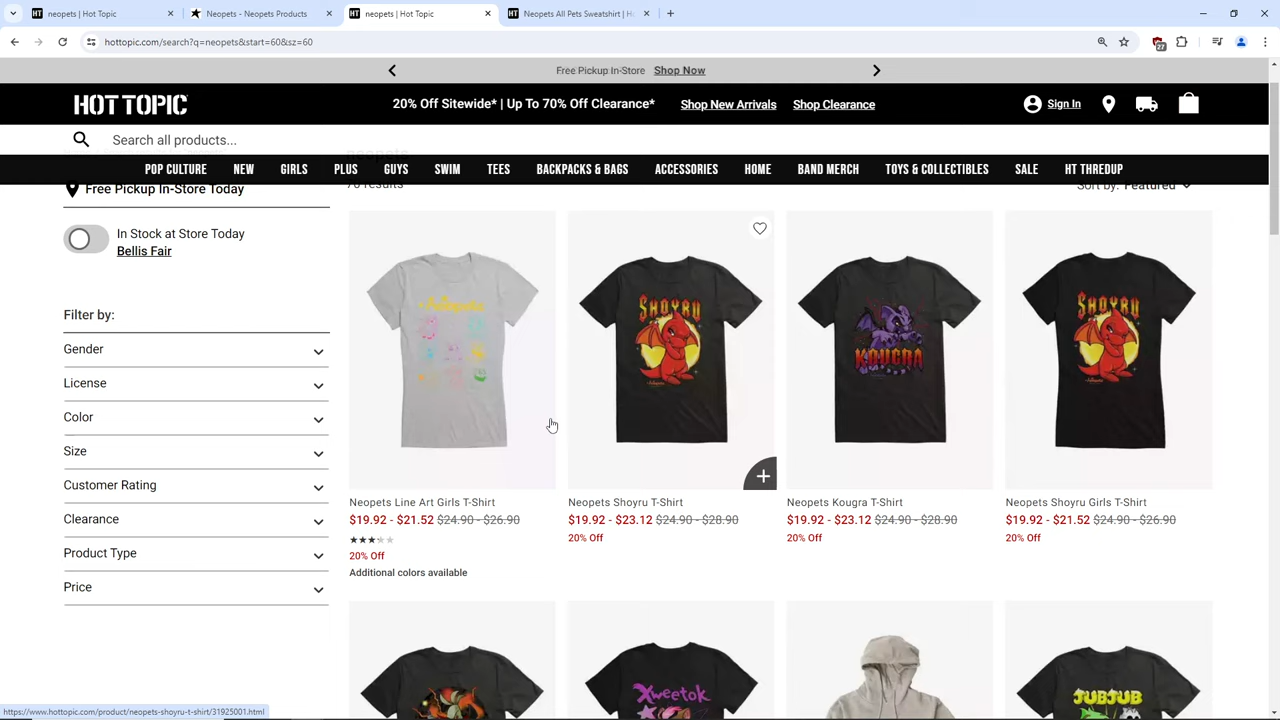 neopets | Hot Topic
Neopets - Neopets Products
neopets | Hot Topic
Neopets All Pets Sweatshirt | H
hottopic.com/search?q=neopets&start=60&sz=60
27
Free Pickup In-Store Shop Now
HOT TOPIC
20% Off Sitewide* | Up To 70% Off Clearance* Shop New Arrivals Shop Clearance
Sign In
Search all products...
neopets
POP CULTURE NEW GIRLS PLUS GUYS SWIM TEES BACKPACKS & BAGS ACCESSORIES HOME BAND MERCH TOYS & COLLECTIBLES SALE HT THREDUP
Free Pickup In-Store Today
70 results
Sort by: Featured
In Stock at Store Today
Bellis Fair
Filter by:
Gender
License
Color
Size
Customer Rating
Clearance
Product Type
Price
Neopets
SHOYRU
KOUGRA
SHOYRU
Neopets Line Art Girls T-Shirt
$19.92 - $21.52 $24.90 - $26.90
20% Off
Additional colors available
Neopets Shoyru T-Shirt
$19.92 - $23.12 $24.90 - $28.90
20% Off
Neopets Kougra T-Shirt
$19.92 - $23.12 $24.90 - $28.90
20% Off
Neopets Shoyru Girls T-Shirt
$19.92 - $21.52 $24.90 - $26.90
20% Off
Xweetok
JUBJUB
https://www.hottopic.com/product/neopets-shoyru-t-shirt/31925001.html